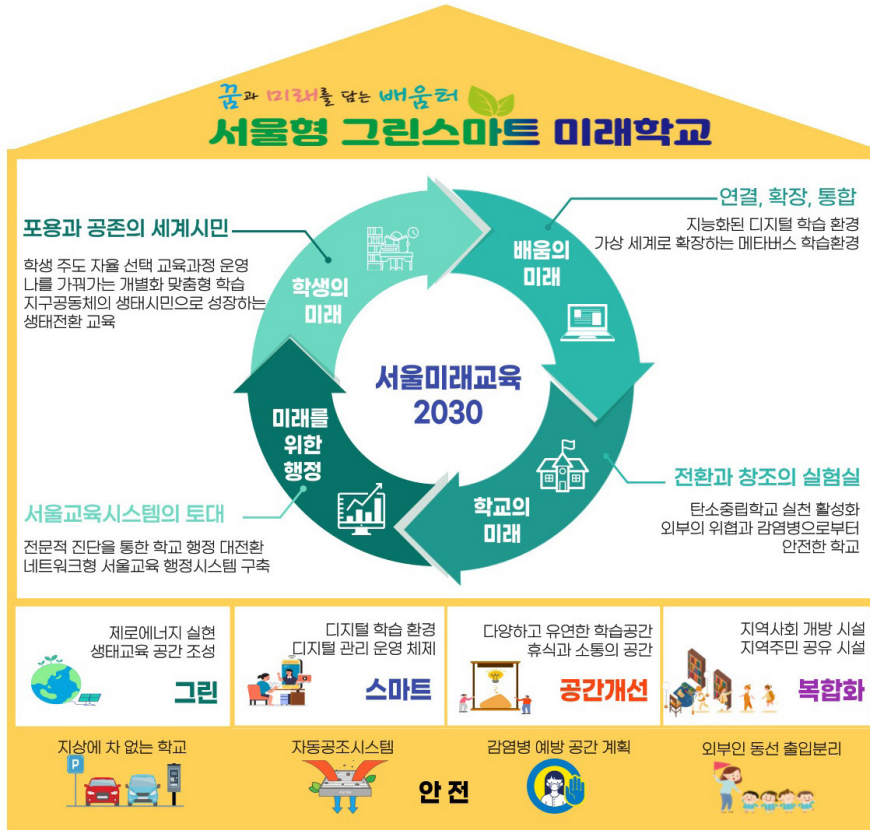 꿈과 미래를 담는 배움터
서울형 그린스마트 미래학교
포용과 공존의 세계시민
학생 주도 자율 선택 교육과정 운영
나를 가꿔가는 개별화 맞춤형 학습
지구공동체의 생태시민으로 성장하는
생태전환 교육
학생의
미래
연결, 확장, 통합
지능화된 디지털 학습 환경
가상 세계로 확장하는 메타버스 학습환경
배움의
미래
서울미래교육
2030
미래를
위한
행정
서울교육시스템의 토대
전문적 진단을 통한 학교 행정 대전환
네트워크형 서울교육 행정시스템 구축
학교의
미래
전환과 창조의 실험실
탄소중립학교 실천 활성화
외부의 위협과 감염병으로부터
안전한 학교
제로에너지 실현
생태교육 공간 조성
그린
디지털 학습 환경
디지털 관리 운영 체제
스마트
다양하고 유연한 학습공간
휴식과 소통의 공간
공간개선
지역사회 개방 시설
지역주민 공유 시설
복합화
지상에 차 없는 학교
P
자동공조시스템
안전
감염병 예방 공간 계획
외부인 동선 출입분리